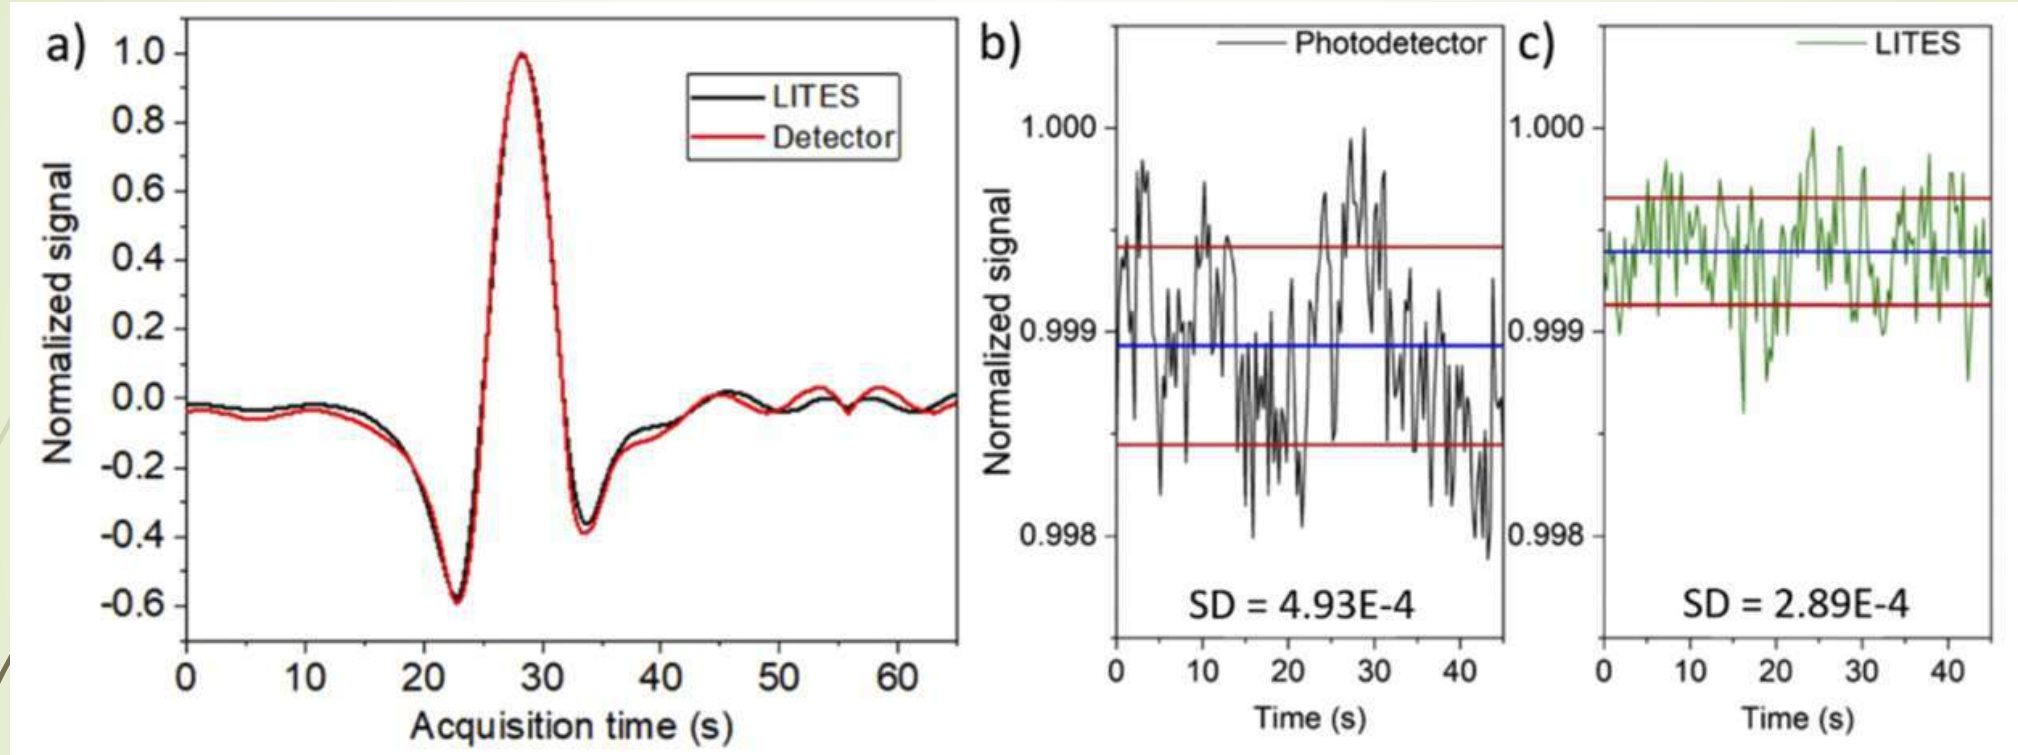 a)
Normalized signal
1.0
0.8
0.6
0.4
0.2
0.0
-0.2
-0.4
-0.6
LITES
Detector
0 10 20 30 40 50 60
Acquisition time (s)
b)
Photodetector
Normalized signal
1.000
0.999
0.998
SD = 4.93E-4
0 10 20 30 40
Time (s)
c)
LITES
1.000
0.999
0.998
SD = 2.89E-4
0 10 20 30 40
Time (s)